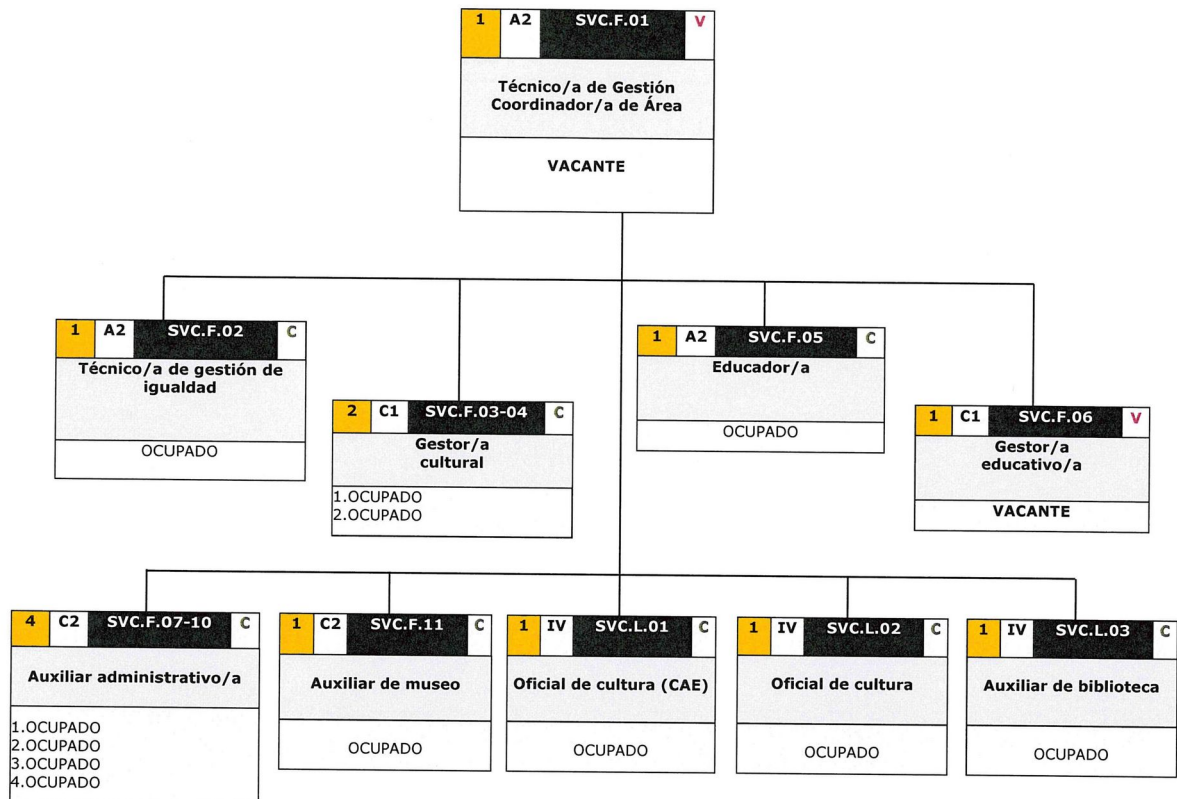 1 A2 SVC.F.01 V
Técnico/a de Gestión
Coordinador/a de Área
VACANTE
1 A2 SVC.F.02 C
Técnico/a de gestión de
igualdad
OCUPADO
2 C1 SVC.F.03-04 C
Gestor/a
cultural
1.OCUPADO
2.OCUPADO
1 A2 SVC.F.05 C
Educador/a
OCUPADO
1 C1 SVC.F.06 V
Gestor/a
educativo/a
VACANTE
4 C2 SVC.F.07-10 C
Auxiliar administrativo/a
1.OCUPADO
2.OCUPADO
3.OCUPADO
4.OCUPADO
1 C2 SVC.F.11 C
Auxiliar de museo
OCUPADO
1 IV SVC.L.01 C
Oficial de cultura (CAE)
OCUPADO
1 IV SVC.L.02 C
Oficial de cultura
OCUPADO
1 IV SVC.L.03 C
Auxiliar de biblioteca
OCUPADO